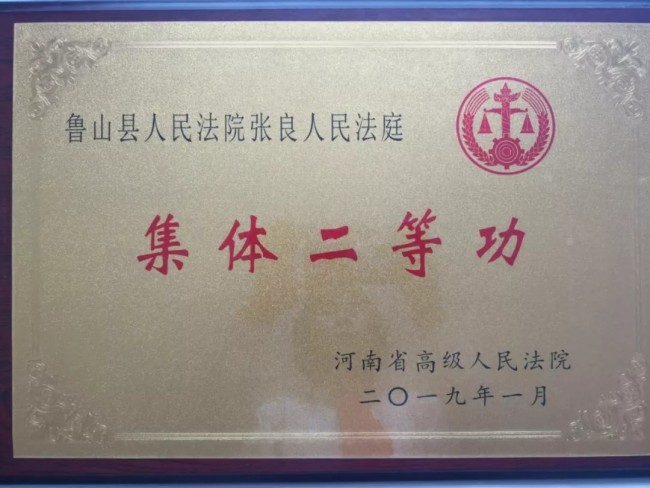 鲁山县人民法院张良人民法庭
集体二等功
河南省高级人民法院
二〇一九年一月